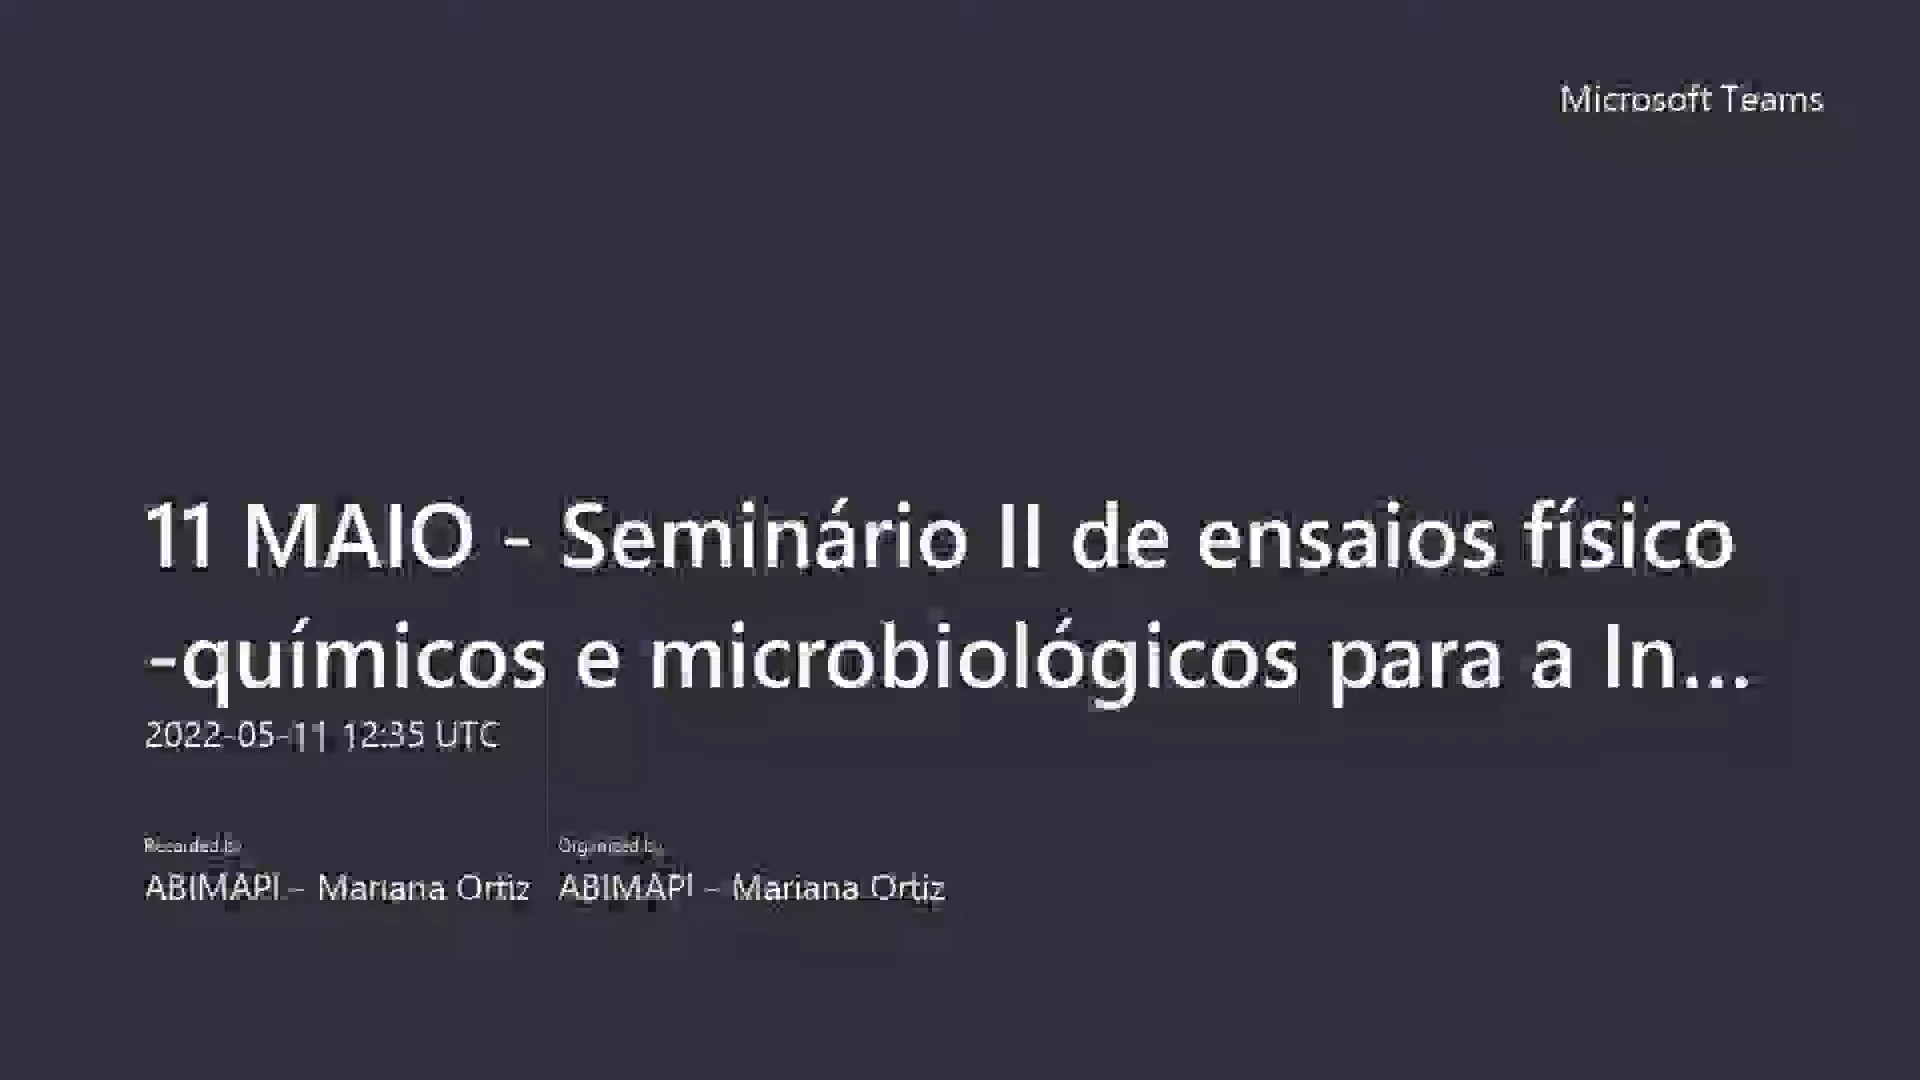 Microsoft Teams
11 MAIO - Seminário II de ensaios físico
-químicos e microbiológicos para a In...
2022-05-11 12:35 UTC
Recorded by
Organized by
ABIMAPI - Mariana Ortiz
ABIMAPI - Mariana Ortiz